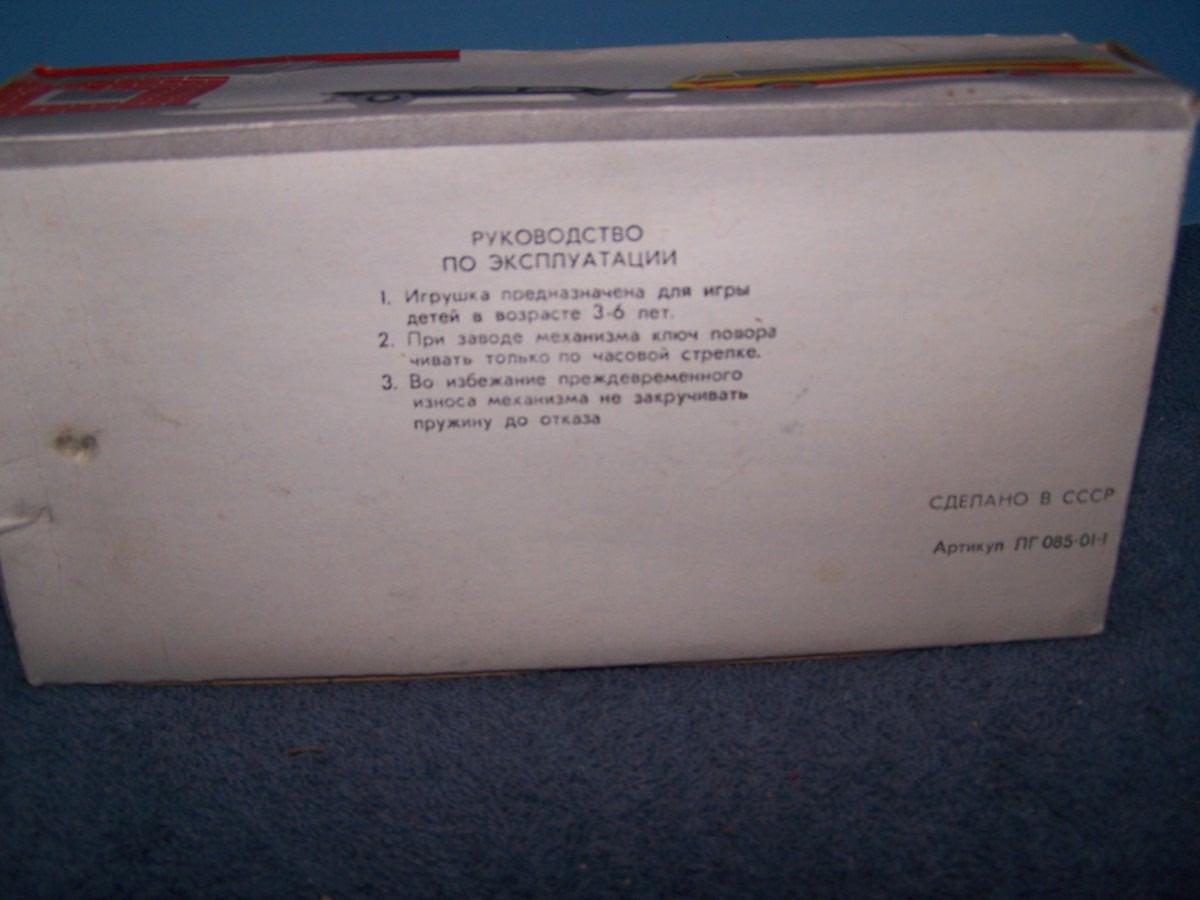 РУКОВОДСТВО
ПО ЭКСПЛУАТАЦИИ
1. Игрушка предназначена для игры
детей в возрасте 3-6 лет.
2. При заводе механизма ключ повора
чивать только по часовой стрелке.
3. Во избежание преждевременного
износа механизма не закручивать
пружину до отказа
СДЕЛАНО В СССР
Артикул ПГ 085-01-1